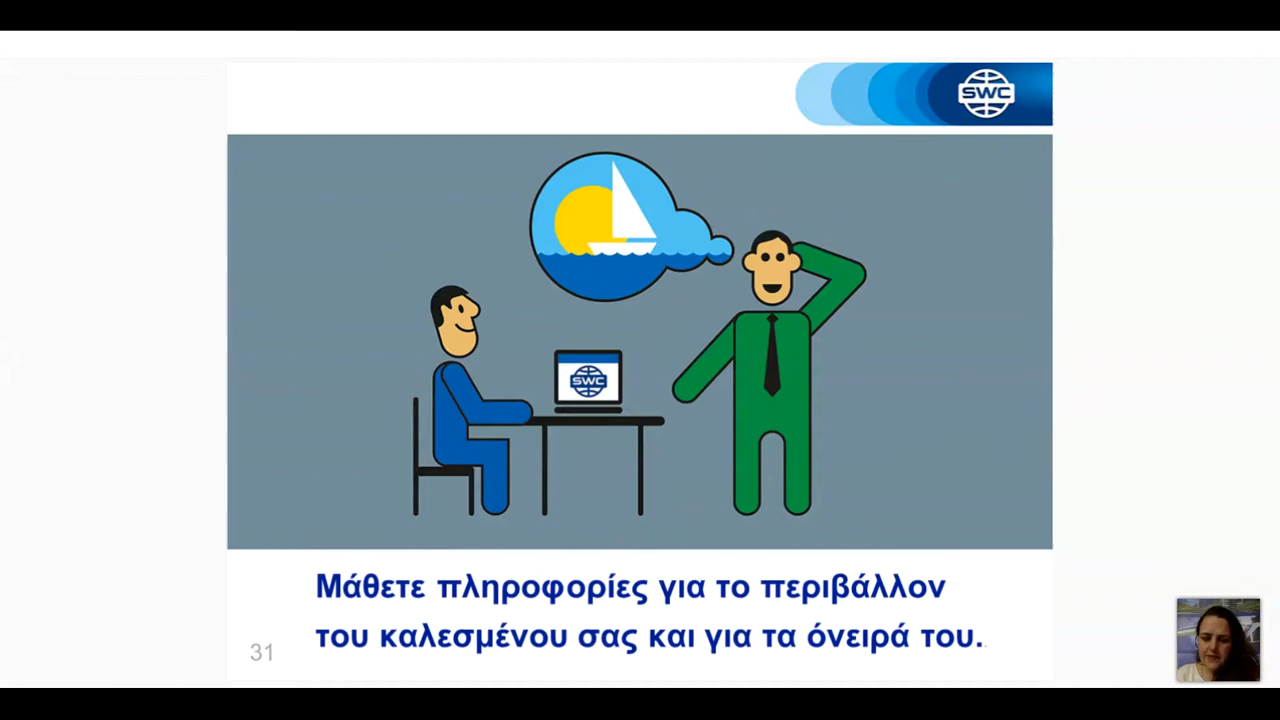 SWC
SWC
Μάθετε πληροφορίες για το περιβάλλον
του καλεσμένου σας και για τα όνειρά του.
31